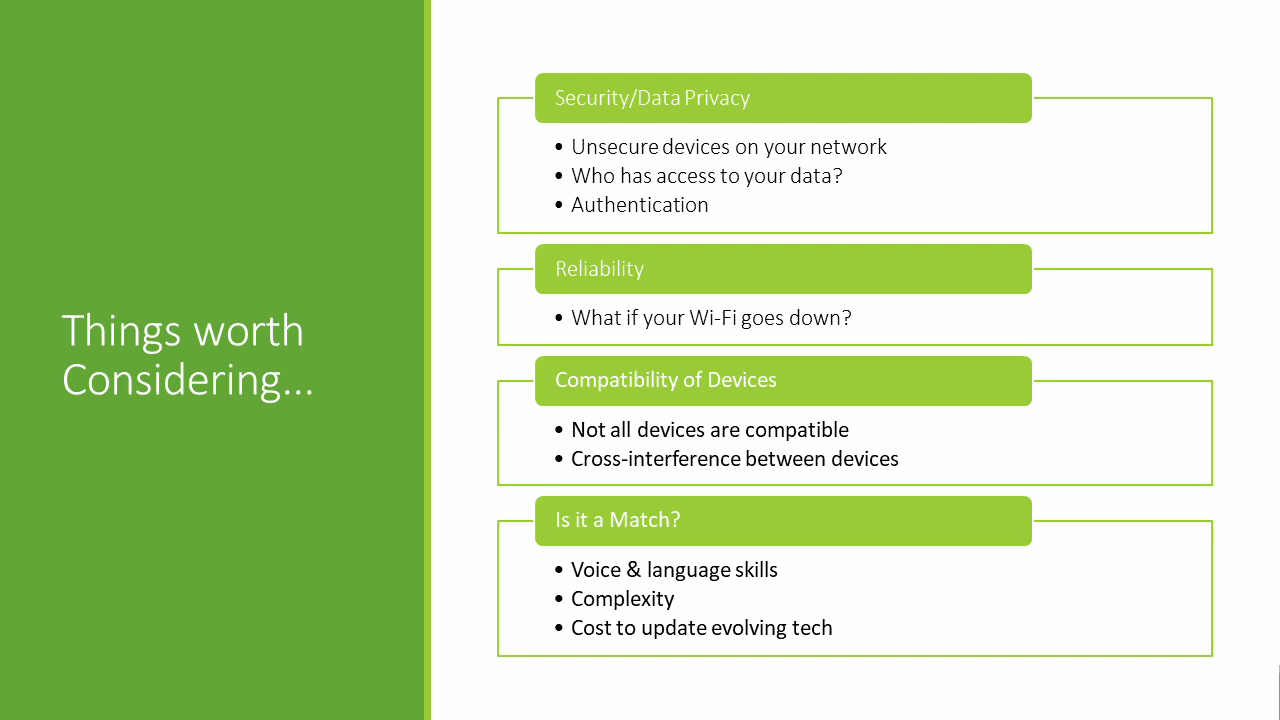 Things worth
Considering...
Security/Data Privacy
• Unsecure devices on your network
• Who has access to your data?
• Authentication
Reliability
• What if your Wi-Fi goes down?
Compatibility of Devices
• Not all devices are compatible
• Cross-interference between devices
Is it a Match?
• Voice & language skills
• Complexity
• Cost to update evolving tech